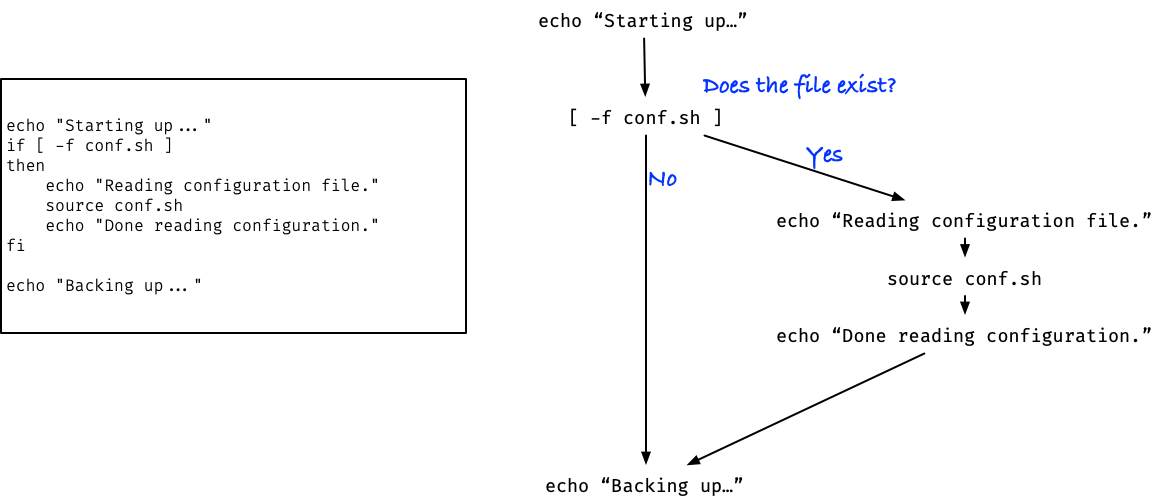 echo "Starting up..."
if [ -f conf.sh ]
then
    echo "Reading configuration file."
    source conf.sh
    echo "Done reading configuration."
fi
echo "Backing up..."
echo “Starting up…”
Does the file exist?
[ -f conf.sh ]
Yes
No
echo “Reading configuration file.”
source conf.sh
echo “Done reading configuration.”
echo “Backing up…”